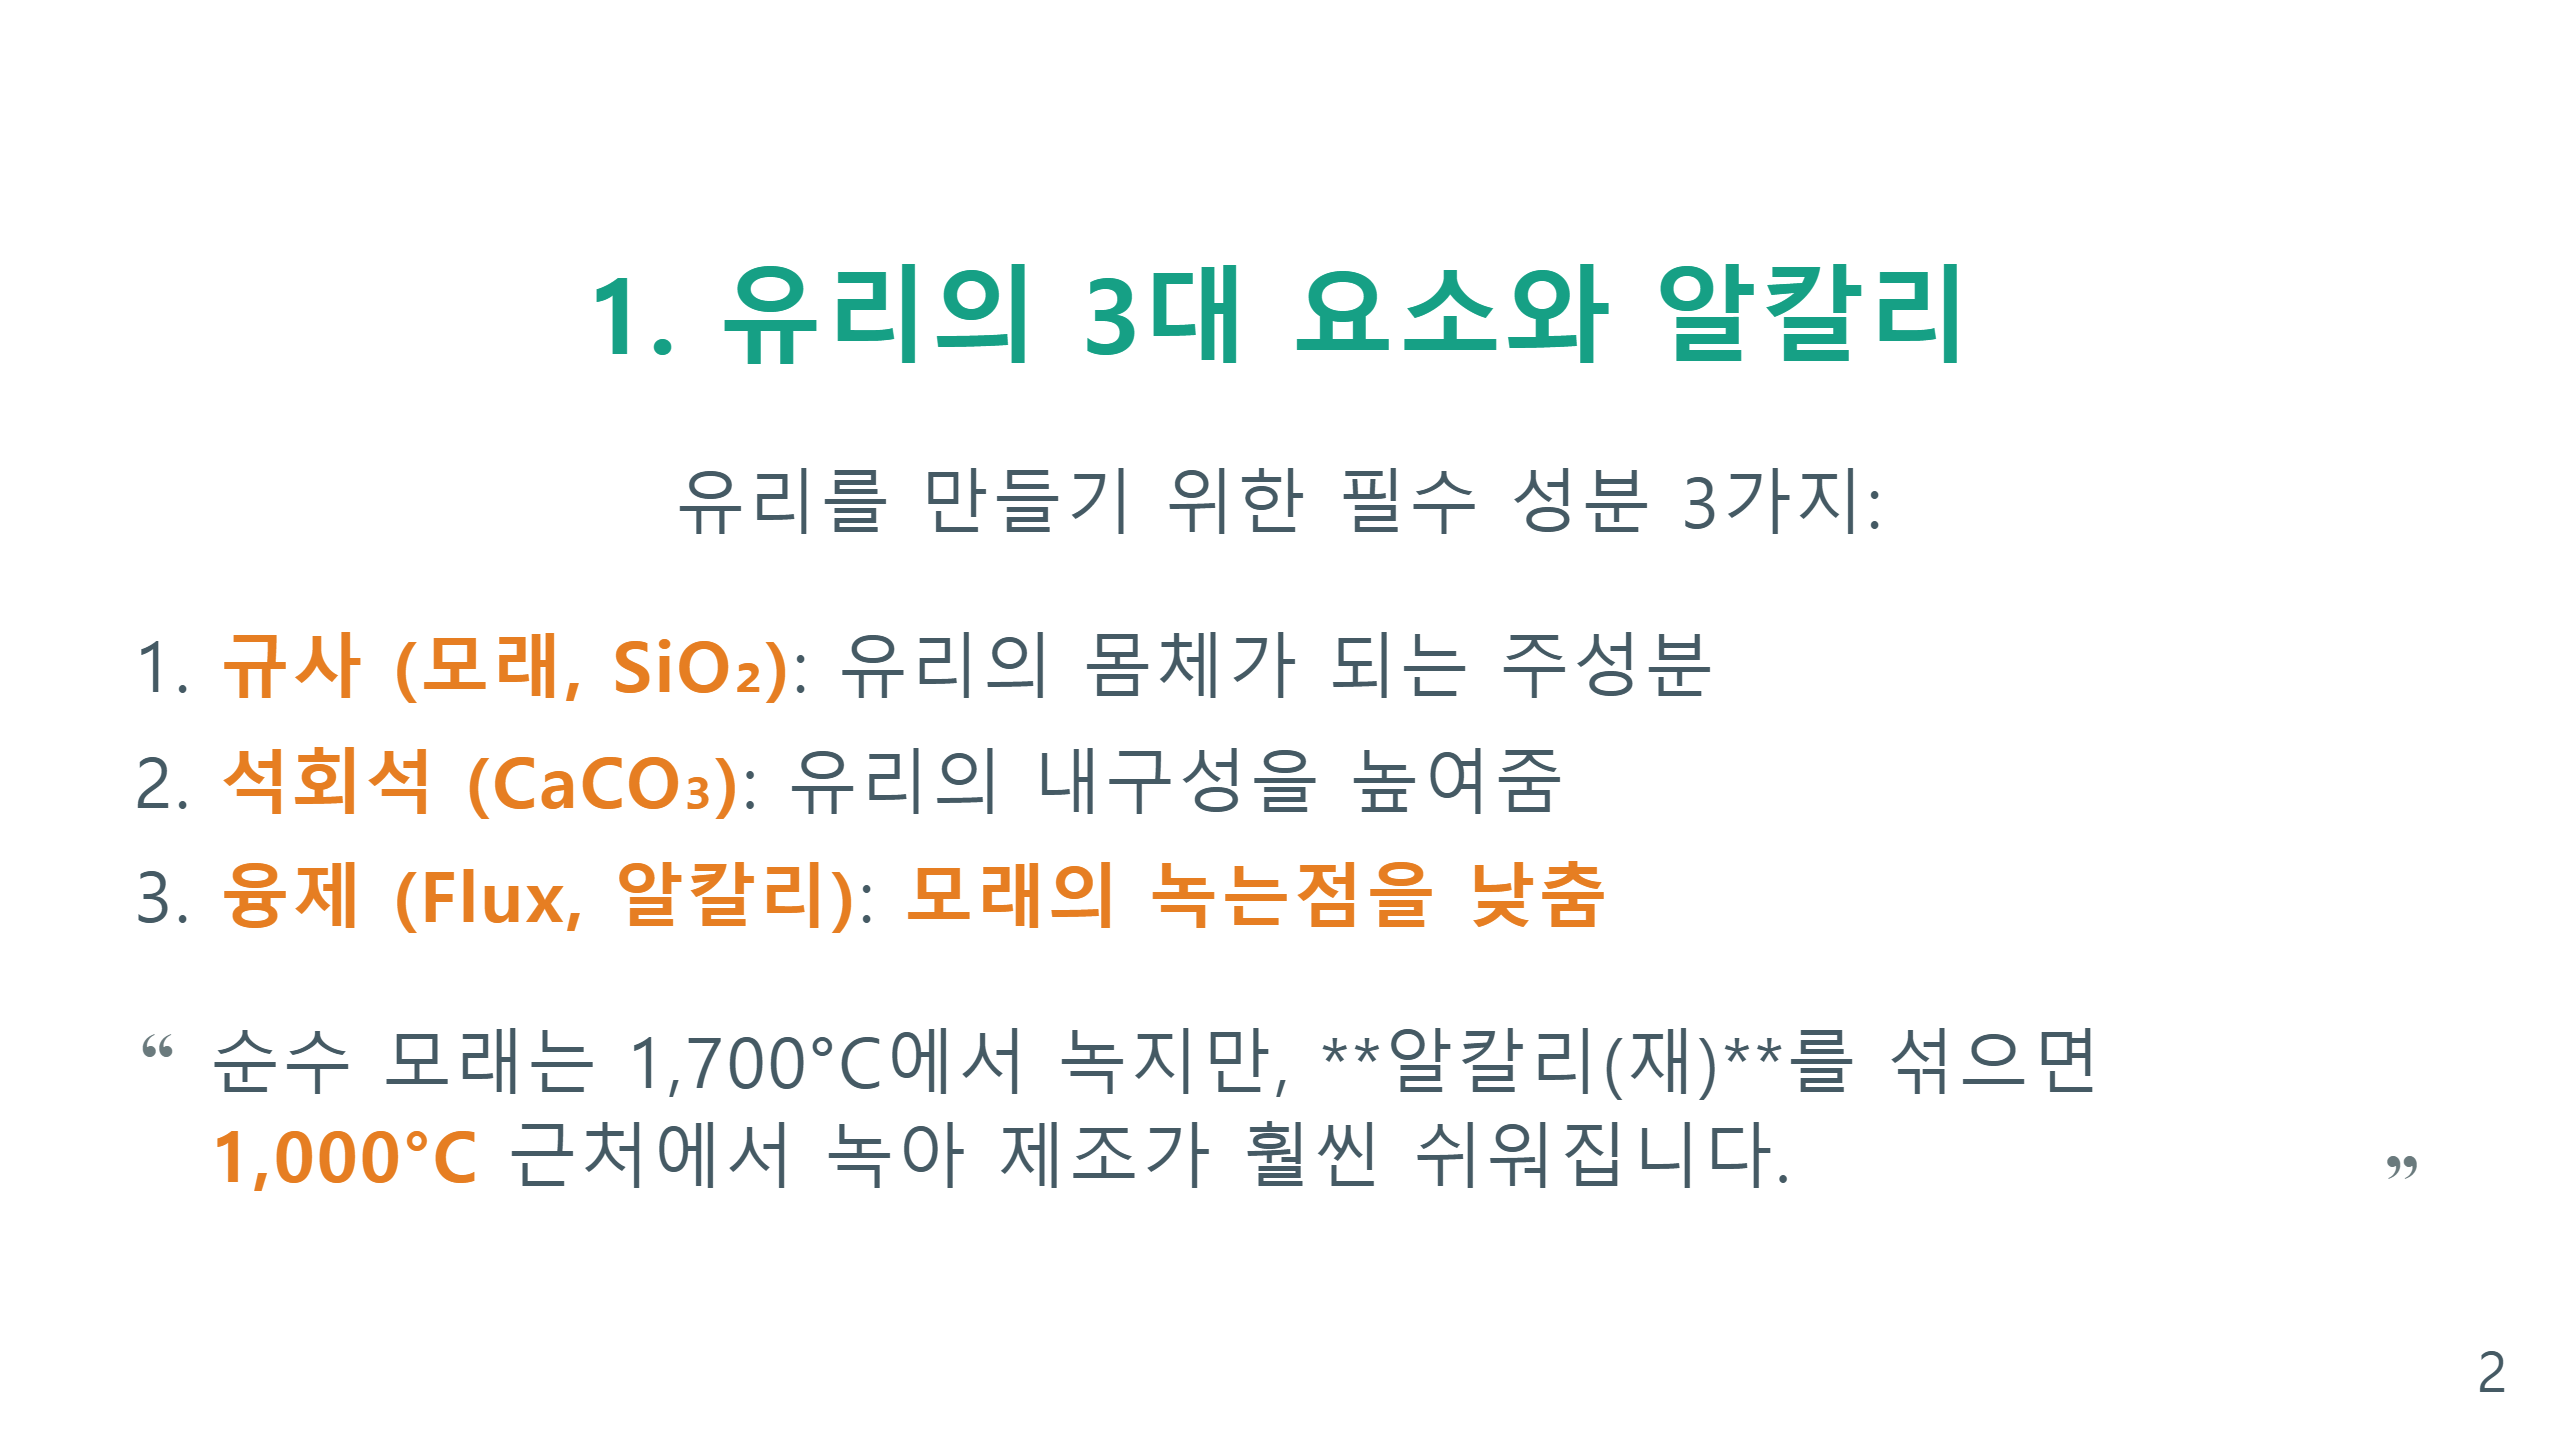 1. 유리의 3대 요소와 알칼리
유리를 만들기 위한 필수 성분 3가지:
1. 규사 (모래, SiO₂): 유리의 몸체가 되는 주성분
2. 석회석 (CaCO₃): 유리의 내구성을 높여줌
3. 융제 (Flux, 알칼리): 모래의 녹는점을 낮춤
“ 순수 모래는 1,700°C에서 녹지만, **알칼리(재)**를 섞으면
1,000°C 근처에서 녹아 제조가 훨씬 쉬워집니다. ”
2